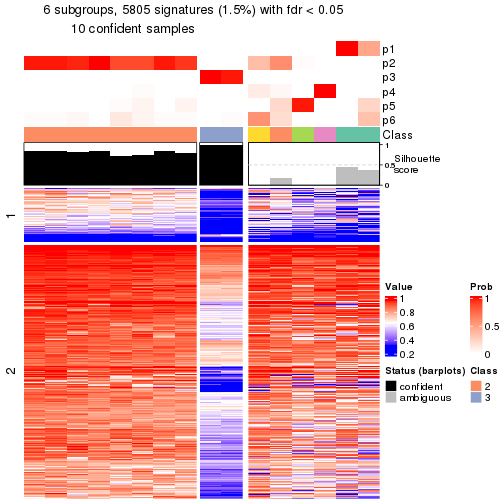 6 subgroups, 5805 signatures (1.5%) with fdr < 0.05
10 confident samples
p1
p2
p3
p4
p5
p6
Class
1
0.5
0
Silhouette
score
1
2
Value
1
0.8
0.6
0.4
0.2
Prob
1
0.5
0
Status (barplots)
confident
ambiguous
Class
2
3